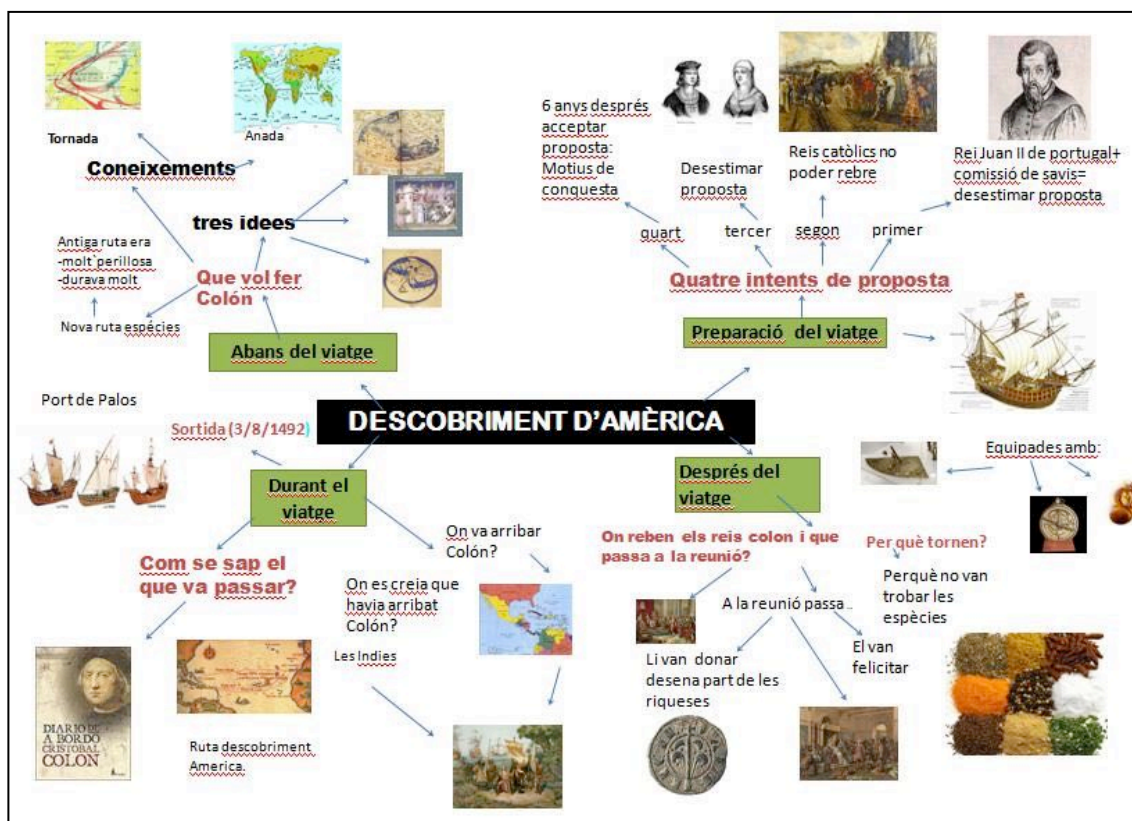 Tornada
Anada
Coneixements
tres idees
Antiga ruta era
-molt`perillosa
-durava molt
Que vol fer
Colón
Nova ruta espécies
Abans del viatge
6 anys després
acceptar
proposta:
Motius de
conquesta
Desestimar
proposta
Reis catòlics no
poder rebre
Rei Juan II de portugal+
comissió de savis=
desestimar proposta
quart
tercer
segon
primer
Quatre intents de proposta
Preparació del viatge
DESCOBRIMENT D’AMÈRICA
Port de Palos
Sortida (3/8/1492)
Durant el
viatge
Com se sap el
que va passar?
On va arribar
Colón?
On es creia que
havia arribat
Colón?
Les Indies
DIARIO DE
A BORDO
CRISTOBAL
COLON
Ruta descobriment
America.
Després del
viatge
Equipades amb:
On reben els reis colon i que
passa a la reunió?
Per què tornen?
Perquè no van
trobar les
espècies
A la reunió passa ..
El van
felicitar
Li van donar
desena part de les
riqueses